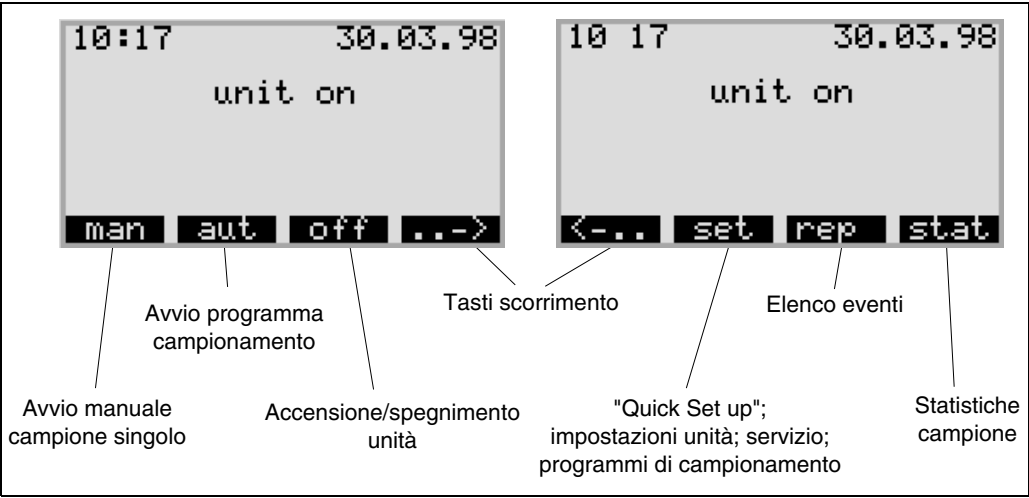 10:17 30.03.98
unit on
man aut off ..->
10 17 30.03.98
unit on
<-.. set rep stat
Avvio manuale
campione singolo
Avvio programma
campionamento
Accensione/spegnimento
unità
Tasti scorrimento
"Quick Set up";
impostazioni unità; servizio;
programmi di campionamento
Elenco eventi
Statistiche
campione